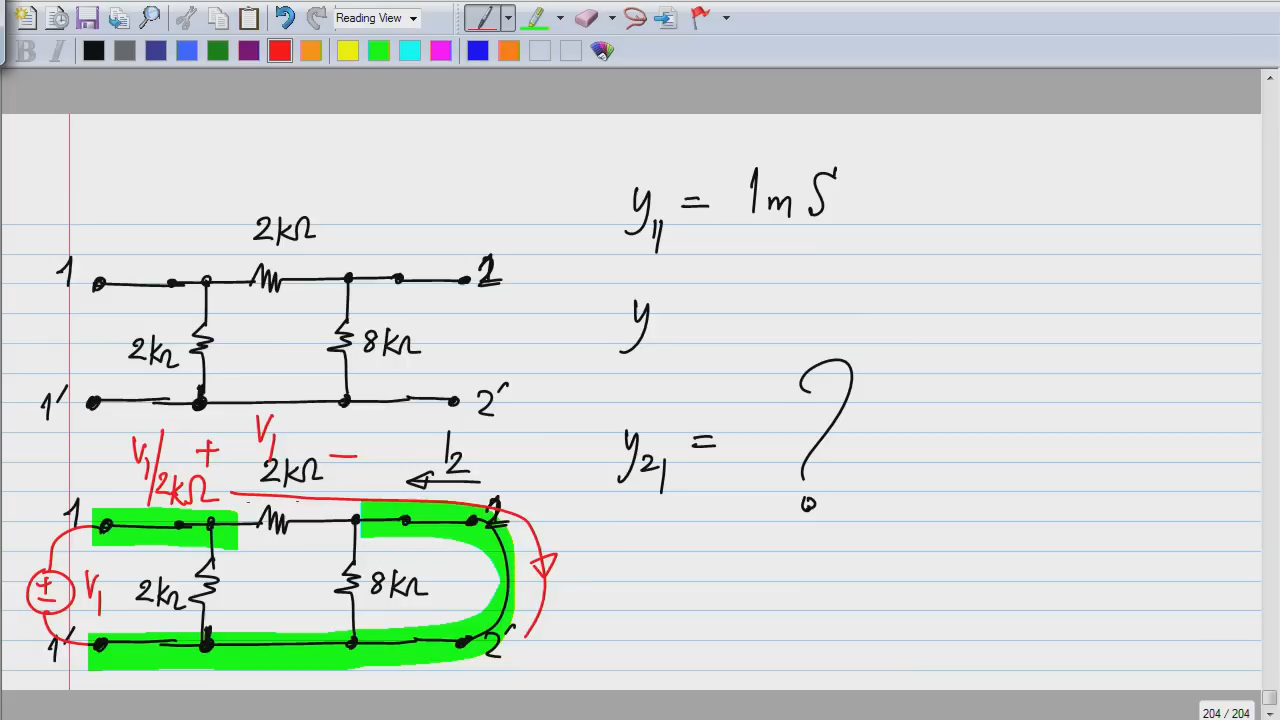 Reading View
B I
y₁₁ = 1mS
2kΩ
1
2
y
2kΩ
8kΩ
1'
2'
V₁
V₁/2kΩ
+
2kΩ
−
I₂
y₂₁ = ?
1
2
+
−
V₁
2kΩ
8kΩ
1'
2'
204 / 204